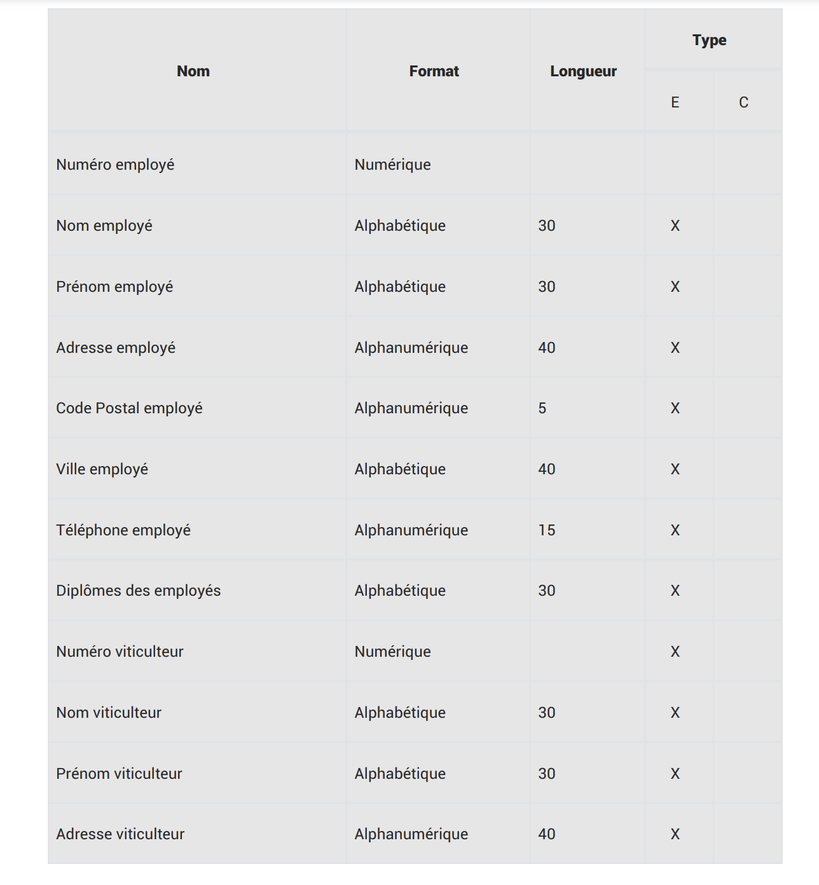 Nom Format Longueur Type
E C
Numéro employé Numérique
Nom employé Alphabétique 30 X
Prénom employé Alphabétique 30 X
Adresse employé Alphanumérique 40 X
Code Postal employé Alphanumérique 5 X
Ville employé Alphabétique 40 X
Téléphone employé Alphanumérique 15 X
Diplômes des employés Alphabétique 30 X
Numéro viticulteur Numérique X
Nom viticulteur Alphabétique 30 X
Prénom viticulteur Alphabétique 30 X
Adresse viticulteur Alphanumérique 40 X